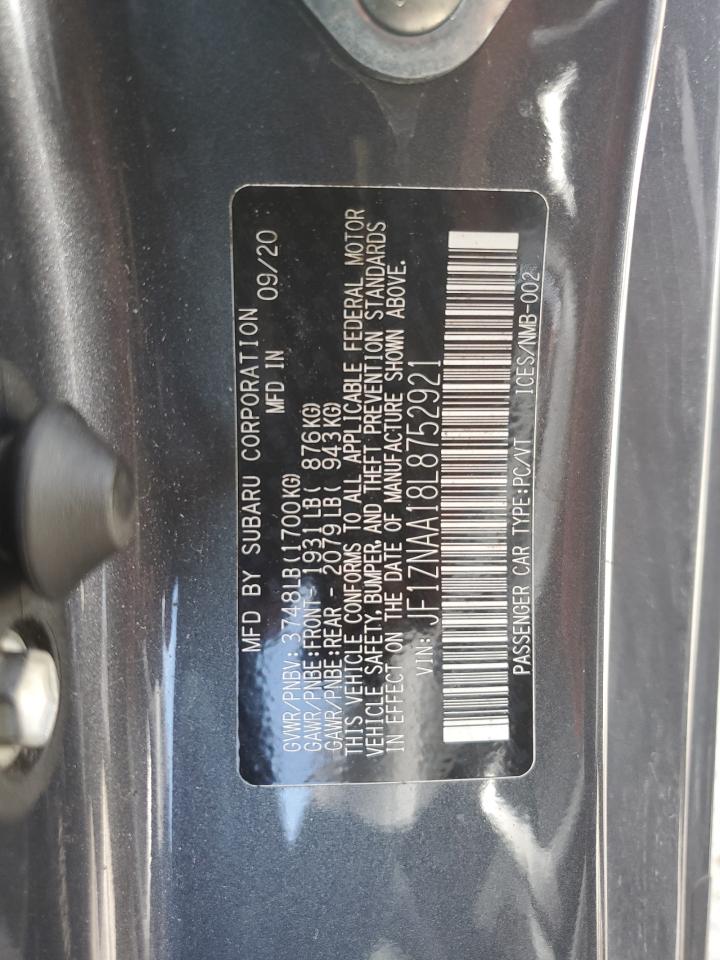 MFD BY SUBARU CORPORATION
MFD IN 09/20
GVWR/PNBV: 3748LB(1700KG)
GAWR/PNBE:FRONT- 1931LB( 876KG)
GAWR/PNBE:REAR - 2079LB( 943KG)
THIS VEHICLE CONFORMS TO ALL APPLICABLE FEDERAL MOTOR
VEHICLE SAFETY, BUMPER, AND THEFT PREVENTION STANDARDS
IN EFFECT ON THE DATE OF MANUFACTURE SHOWN ABOVE.
VIN: JF1ZNAA18L8752921
PASSENGER CAR TYPE:PC/VT ICES/NMB-002